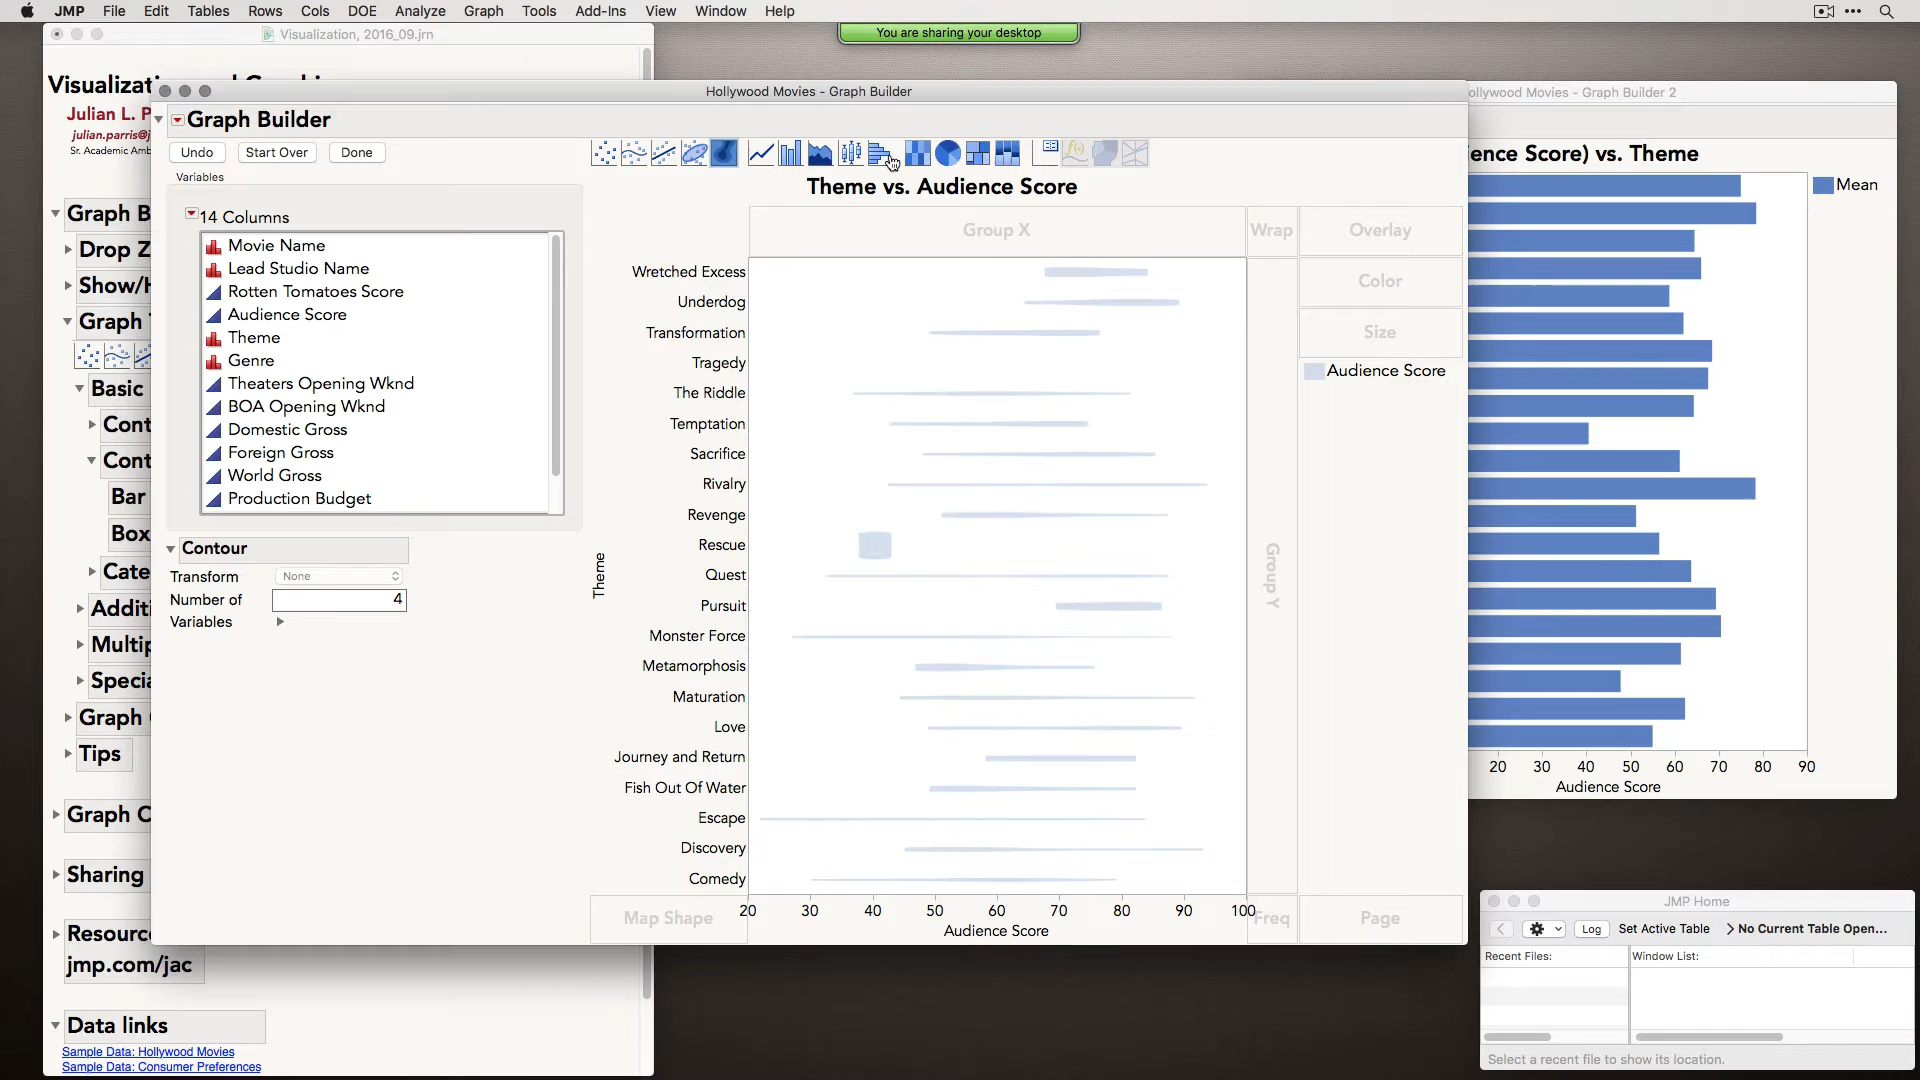 JMP File Edit Tables Rows Cols DOE Analyze Graph Tools Add-Ins View Window Help
You are sharing your desktop
Visualization, 2016_09.jrn
Julian L. P
julian.parris@j
Sr. Academic Amb
Graph B
Drop Z
Show/H
Graph T
Basic
Cont
Cont
Bar
Box
Cate
Additi
Multip
Specia
Graph
Tips
Graph C
Sharing
Resourc
jmp.com/jac
Data links
Sample Data: Hollywood Movies
Sample Data: Consumer Preferences
Hollywood Movies - Graph Builder
Graph Builder
Undo Start Over Done
Variables
14 Columns
Movie Name
Lead Studio Name
Rotten Tomatoes Score
Audience Score
Theme
Genre
Theaters Opening Wknd
BOA Opening Wknd
Domestic Gross
Foreign Gross
World Gross
Production Budget
Contour
Transform None
Number of 4
Variables
Theme vs. Audience Score
Group X Wrap Overlay
Color
Size
Audience Score
Group Y
Theme
Wretched Excess
Underdog
Transformation
Tragedy
The Riddle
Temptation
Sacrifice
Rivalry
Revenge
Rescue
Quest
Pursuit
Monster Force
Metamorphosis
Maturation
Love
Journey and Return
Fish Out Of Water
Escape
Discovery
Comedy
20 30 40 50 60 70 80 90 100
Audience Score
Map Shape Freq Page
ollywood Movies - Graph Builder 2
ence Score) vs. Theme
Mean
20 30 40 50 60 70 80 90
Audience Score
JMP Home
Log Set Active Table No Current Table Open...
Recent Files: Window List:
Select a recent file to show its location.